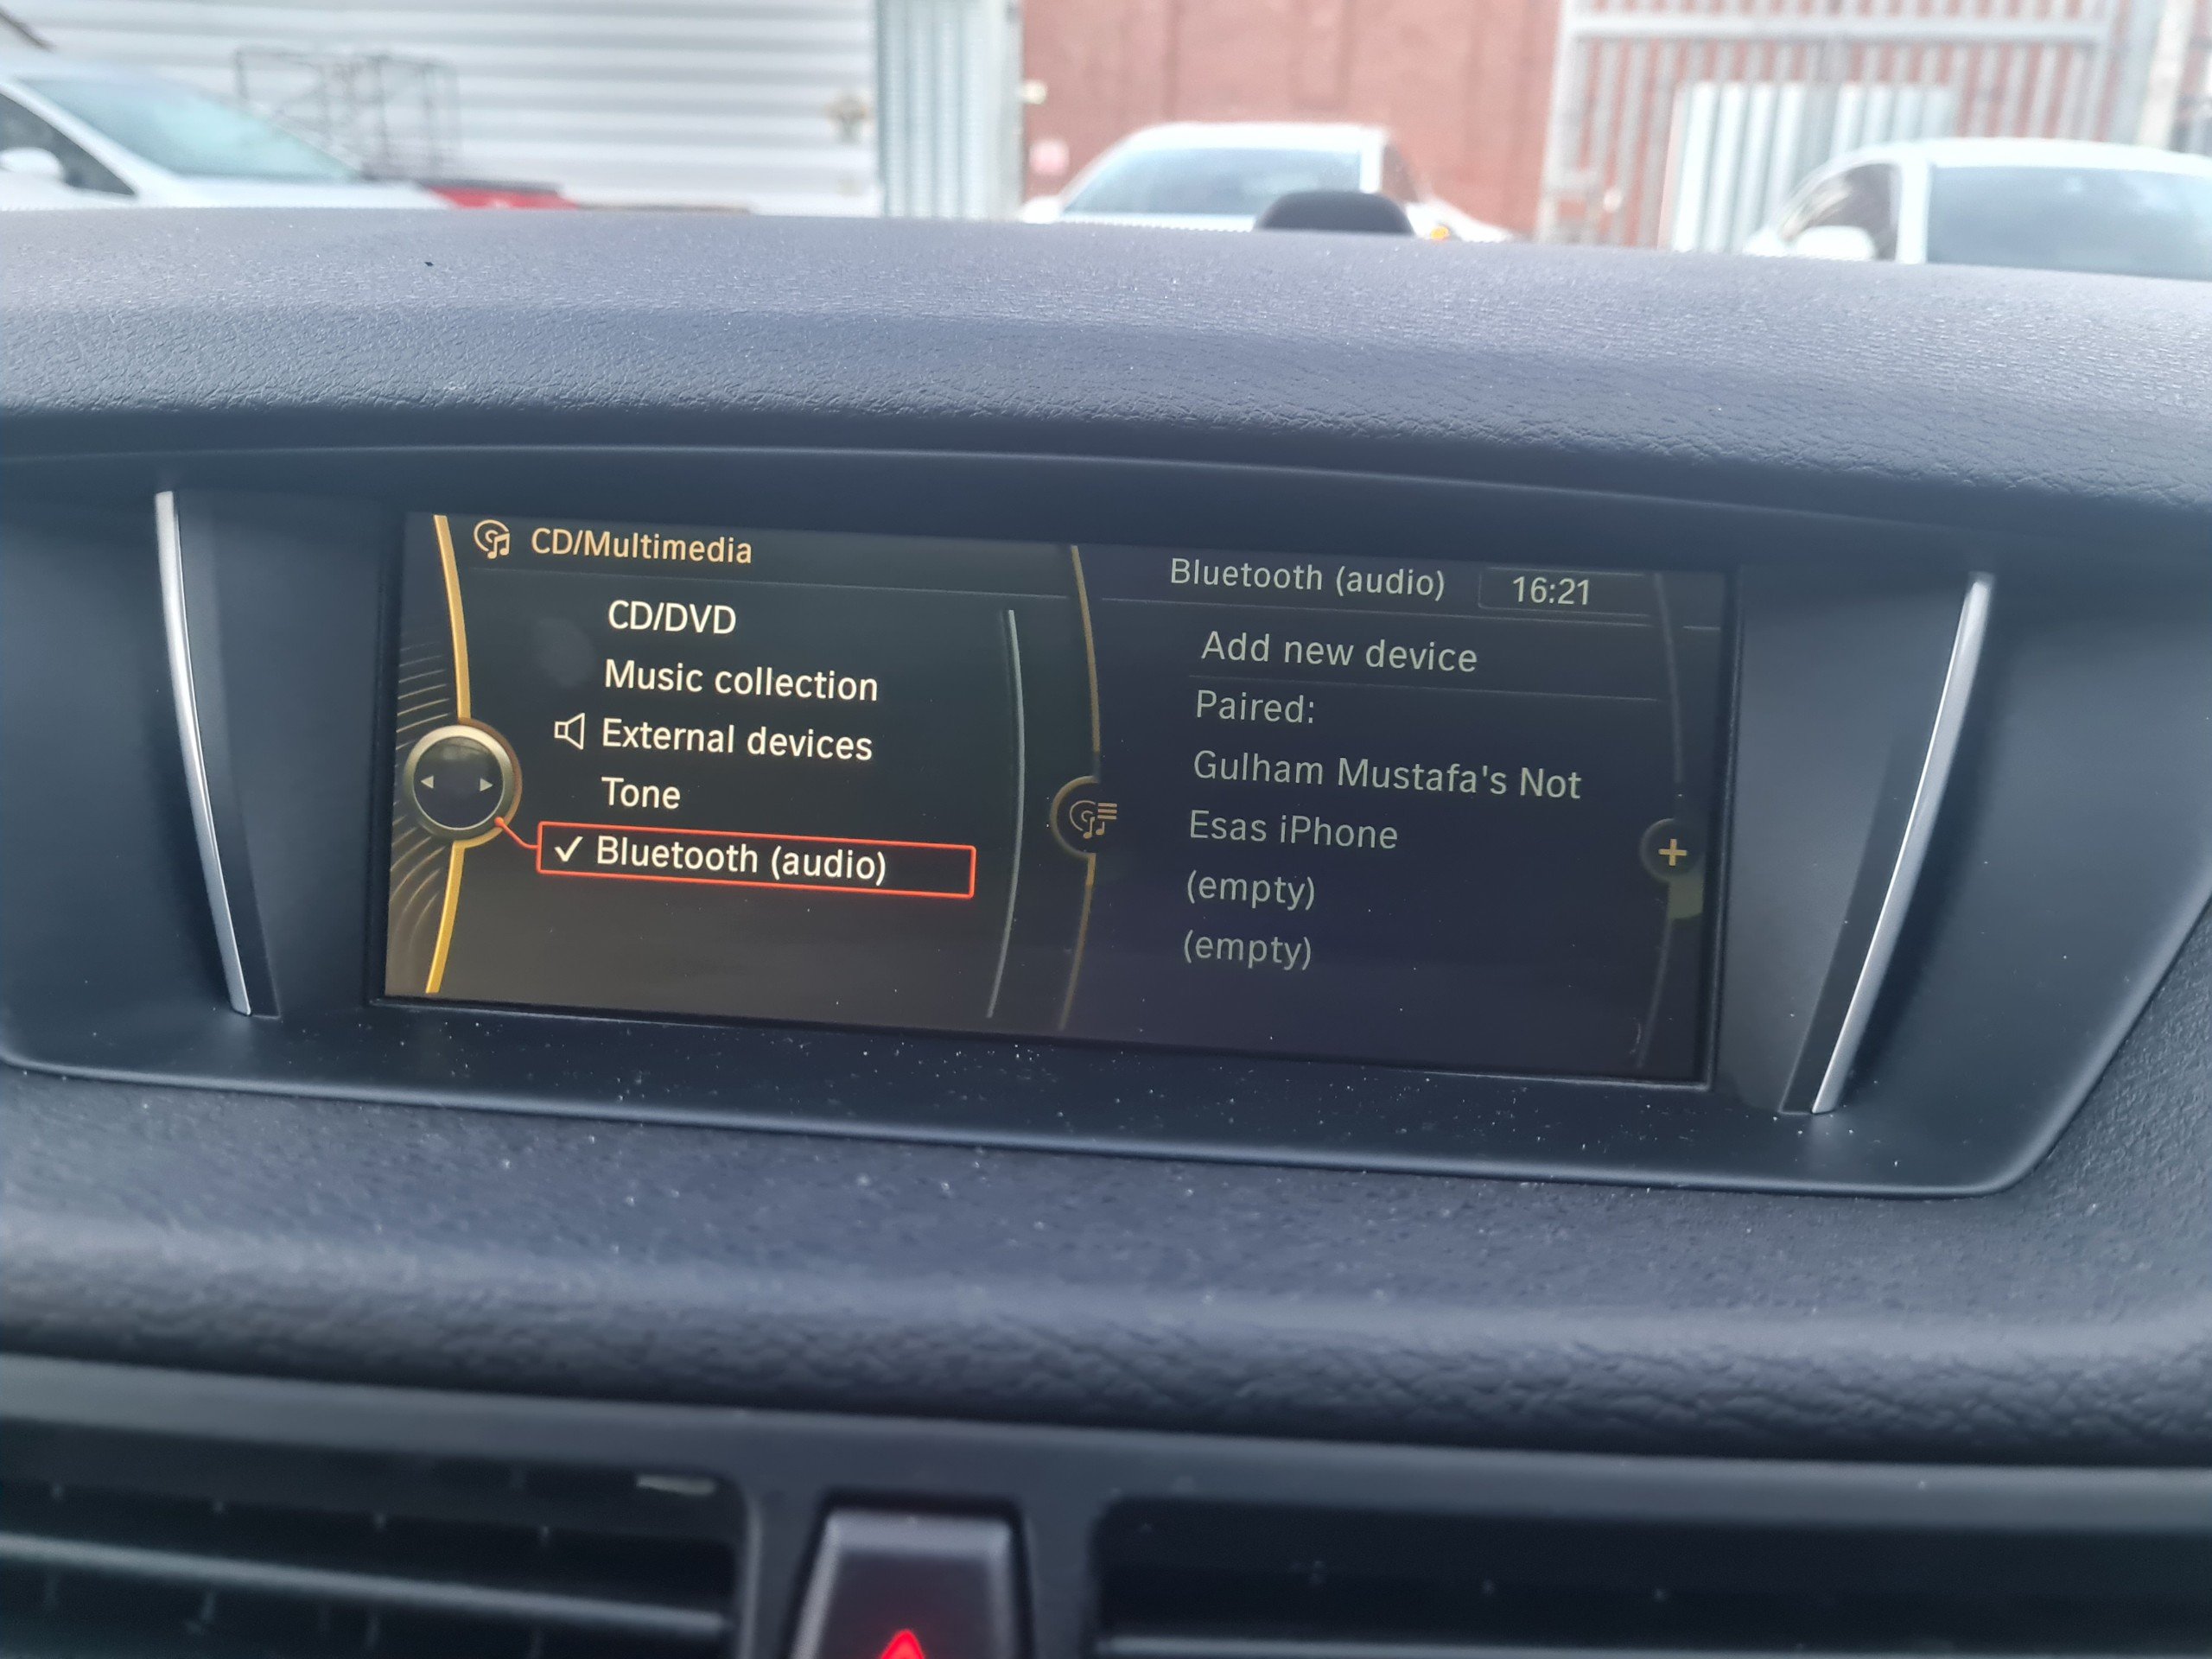 CD/Multimedia
CD/DVD
Music collection
External devices
Tone
✓ Bluetooth (audio)
Bluetooth (audio) 16:21
Add new device
Paired:
Gulham Mustafa's Not
Esas iPhone
(empty)
(empty)